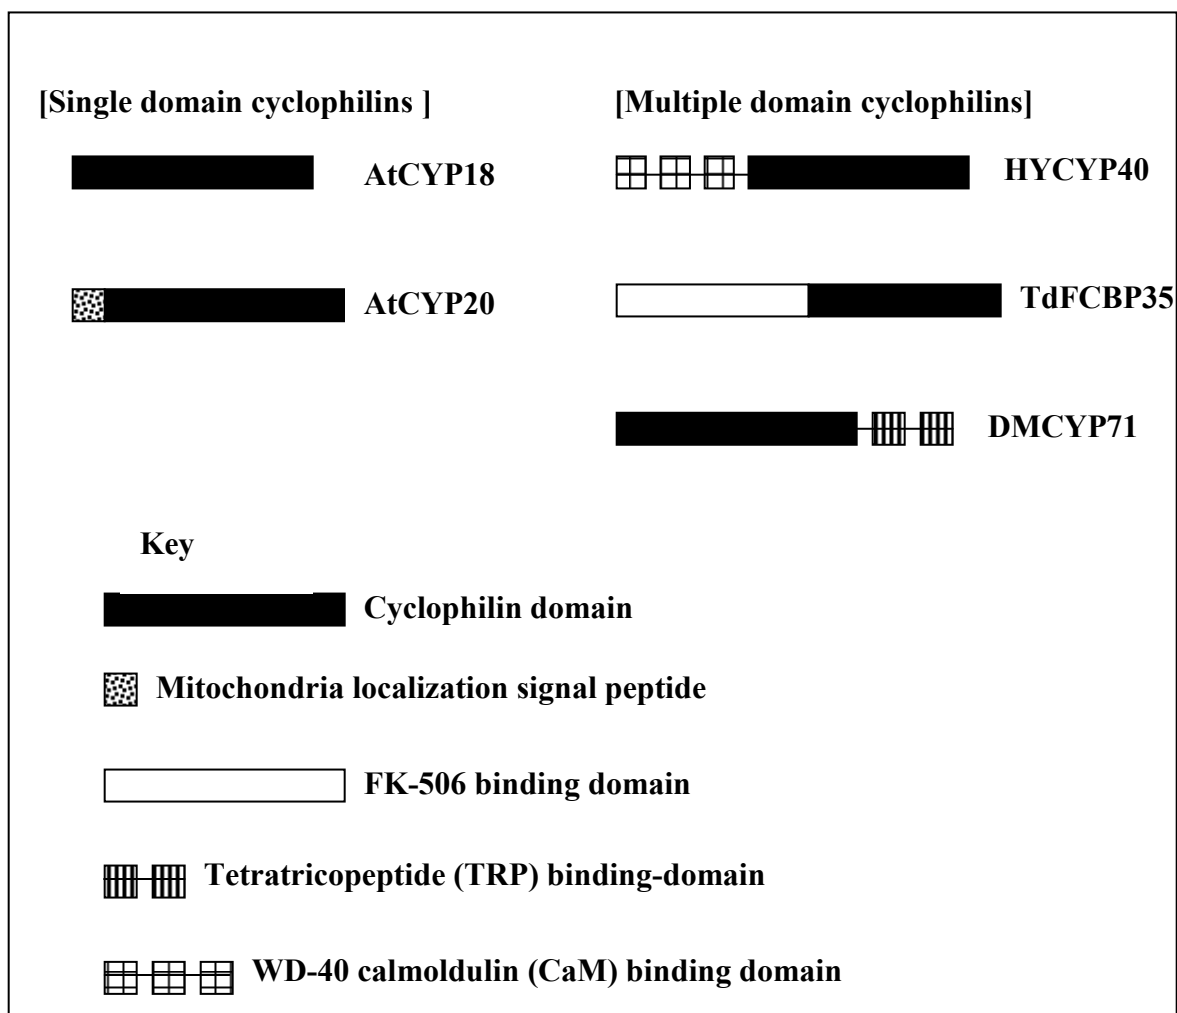 [Single domain cyclophilins ]
AtCYP18
AtCYP20
[Multiple domain cyclophilins]
HYCYP40
TdFCBP35
DMCYP71
Key
Cyclophilin domain
Mitochondria localization signal peptide
FK-506 binding domain
Tetratricopeptide (TRP) binding-domain
WD-40 calmoldulin (CaM) binding domain